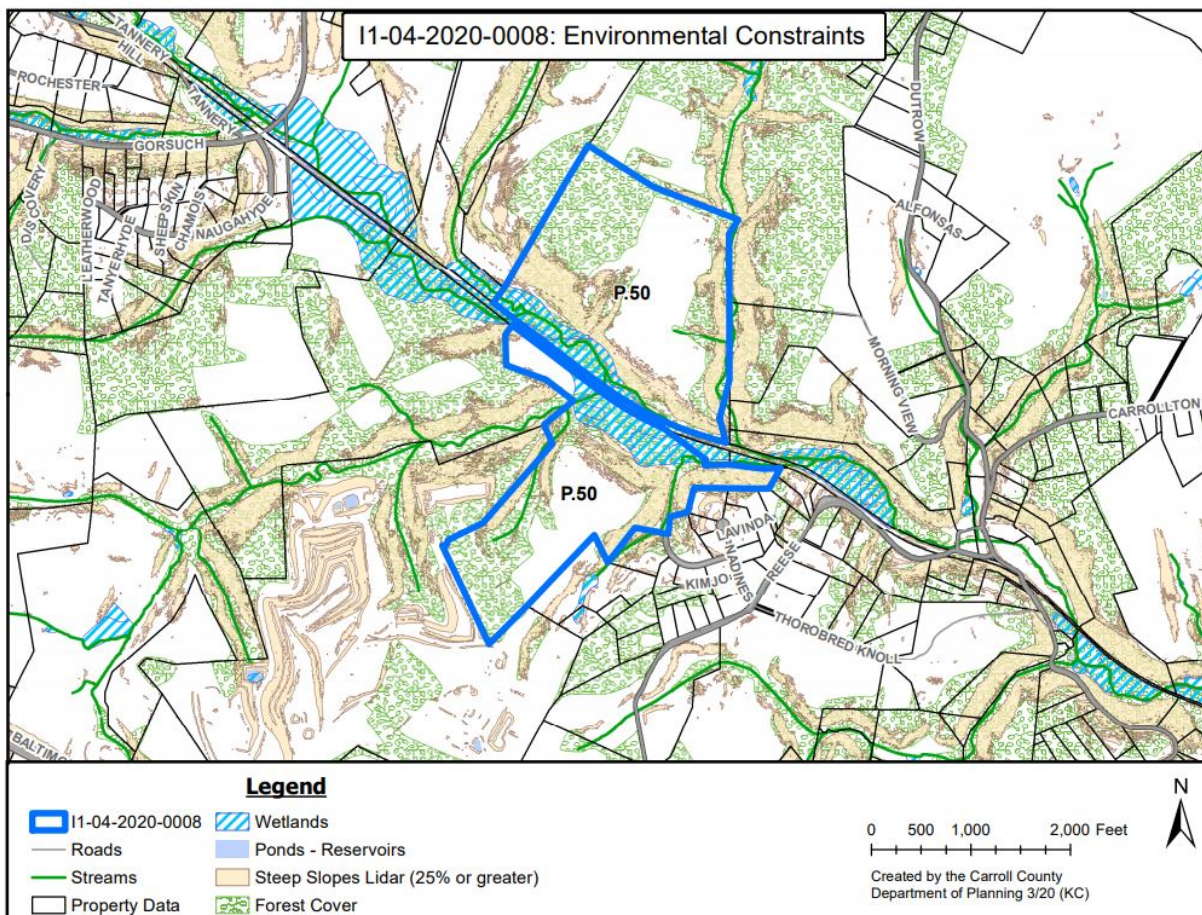 I1-04-2020-0008: Environmental Constraints
TANNERY
HILL
TANNERY
ROCHESTER
GORSUCH
DISCOVERY
LEATHERWOOD
TANYERHYDE
SHEEPSKIN
CHAMOIS
NAUGAHYDE
DUTROW
ALFONSAS
P.50
MORNING VIEW
CARROLLTON
P.50
LAVINDA
NADINES
KIMJO
REESE
THOROBRED KNOLL
BALTIMO
Legend
I1-04-2020-0008
Roads
Streams
Property Data
Wetlands
Ponds - Reservoirs
Steep Slopes Lidar (25% or greater)
Forest Cover
0 500 1,000 2,000 Feet
Created by the Carroll County
Department of Planning 3/20 (KC)
N